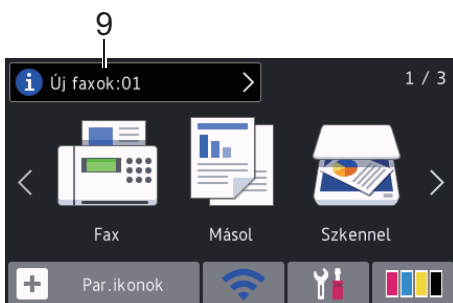 9
Új faxok:01
1 / 3
Fax Másol Szkennel
Par.ikonok